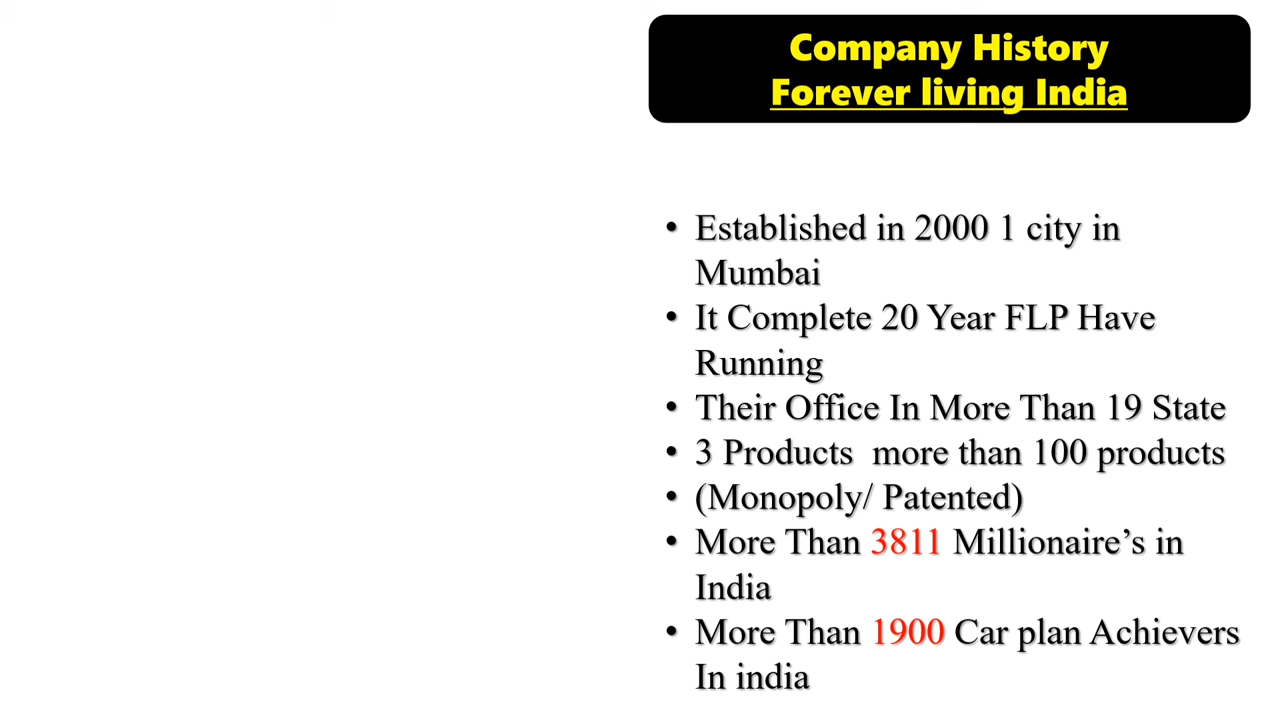 Company History
Forever living India
• Established in 2000 1 city in
Mumbai
• It Complete 20 Year FLP Have
Running
• Their Office In More Than 19 State
• 3 Products  more than 100 products
• (Monopoly/ Patented)
• More Than 3811 Millionaire’s in
India
• More Than 1900 Car plan Achievers
In india